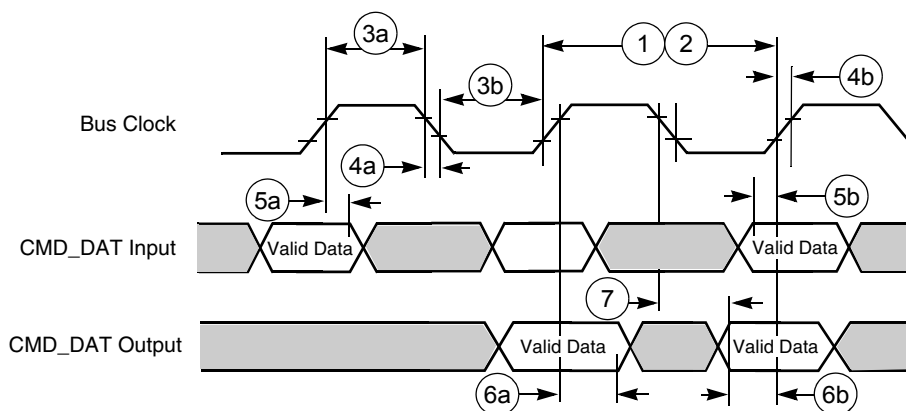 3a
1 2
3b
4b
Bus Clock
4a
5a
5b
CMD_DAT Input
Valid Data
Valid Data
7
CMD_DAT Output
Valid Data
Valid Data
6a
6b